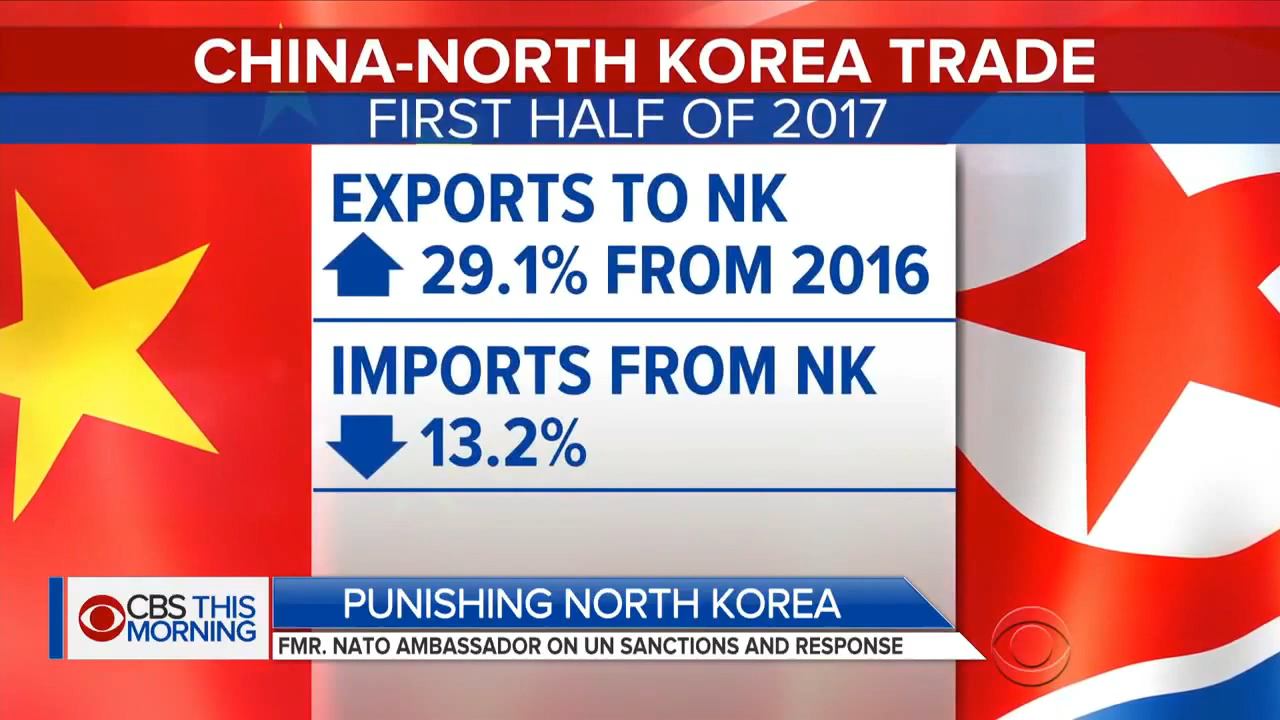 CHINA-NORTH KOREA TRADE
FIRST HALF OF 2017
EXPORTS TO NK
29.1% FROM 2016
IMPORTS FROM NK
13.2%
CBS THIS
MORNING
PUNISHING NORTH KOREA
FMR. NATO AMBASSADOR ON UN SANCTIONS AND RESPONSE